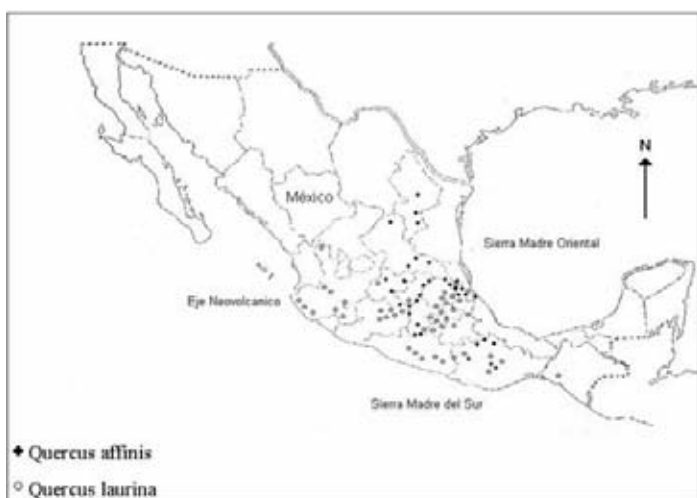 N
México
Sierra Madre Oriental
Eje Neovolcanico
Sierra Madre del Sur
Quercus affinis
Quercus laurina